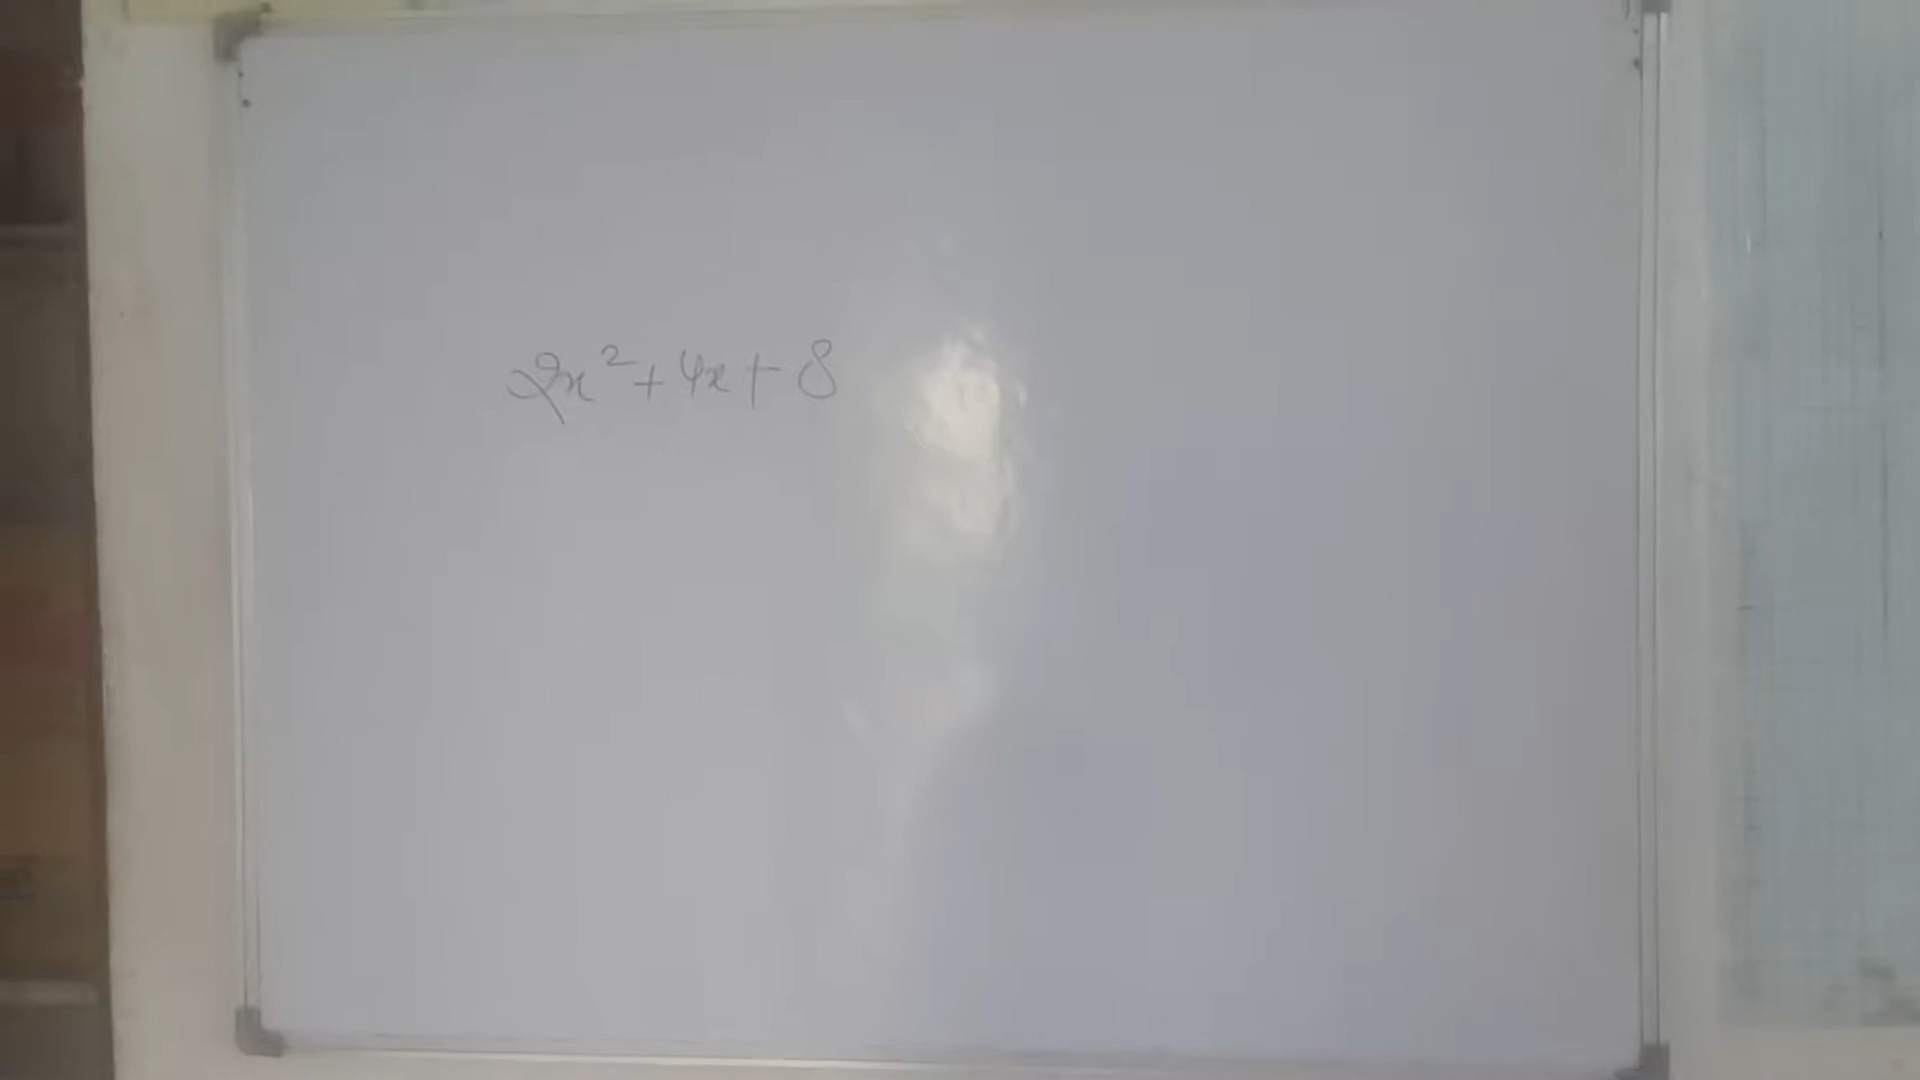 2x² + 4x + 8